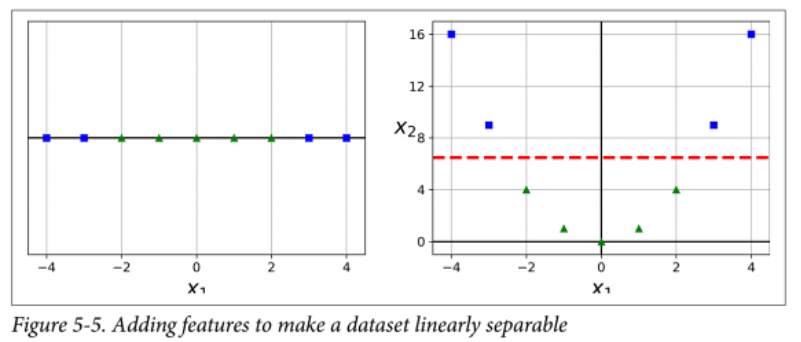 16
12
x2 8
4
0
−4 −2 0 2 4
−4 −2 0 2 4
x1
x1
Figure 5-5. Adding features to make a dataset linearly separable